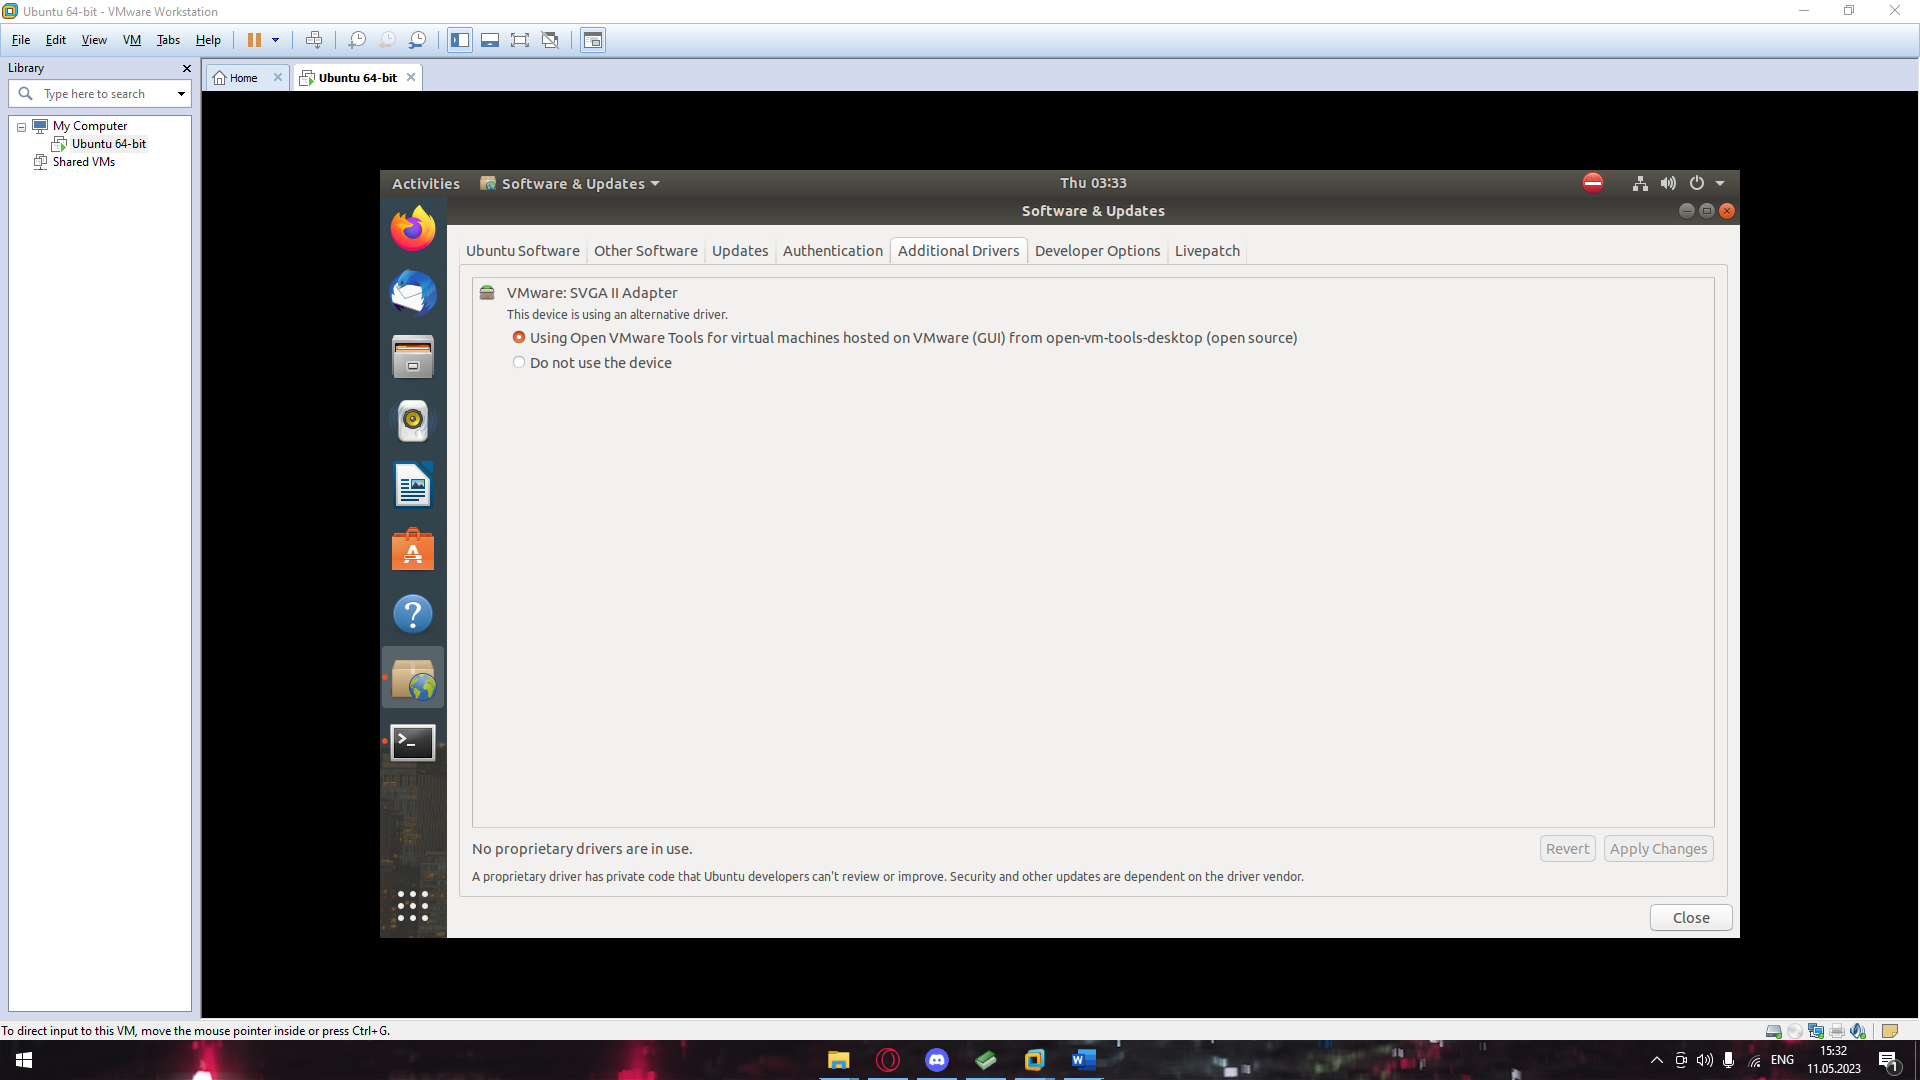 Ubuntu 64-bit - VMware Workstation
File Edit View VM Tabs Help
Library
Type here to search
My Computer
Ubuntu 64-bit
Shared VMs
Home
Ubuntu 64-bit
Activities
Software & Updates
Thu 03:33
Software & Updates
Ubuntu Software
Other Software
Updates
Authentication
Additional Drivers
Developer Options
Livepatch
VMware: SVGA II Adapter
This device is using an alternative driver.
Using Open VMware Tools for virtual machines hosted on VMware (GUI) from open-vm-tools-desktop (open source)
Do not use the device
No proprietary drivers are in use.
Revert
Apply Changes
A proprietary driver has private code that Ubuntu developers can't review or improve. Security and other updates are dependent on the driver vendor.
Close
To direct input to this VM, move the mouse pointer inside or press Ctrl+G.
ENG
15:32
11.05.2023
1